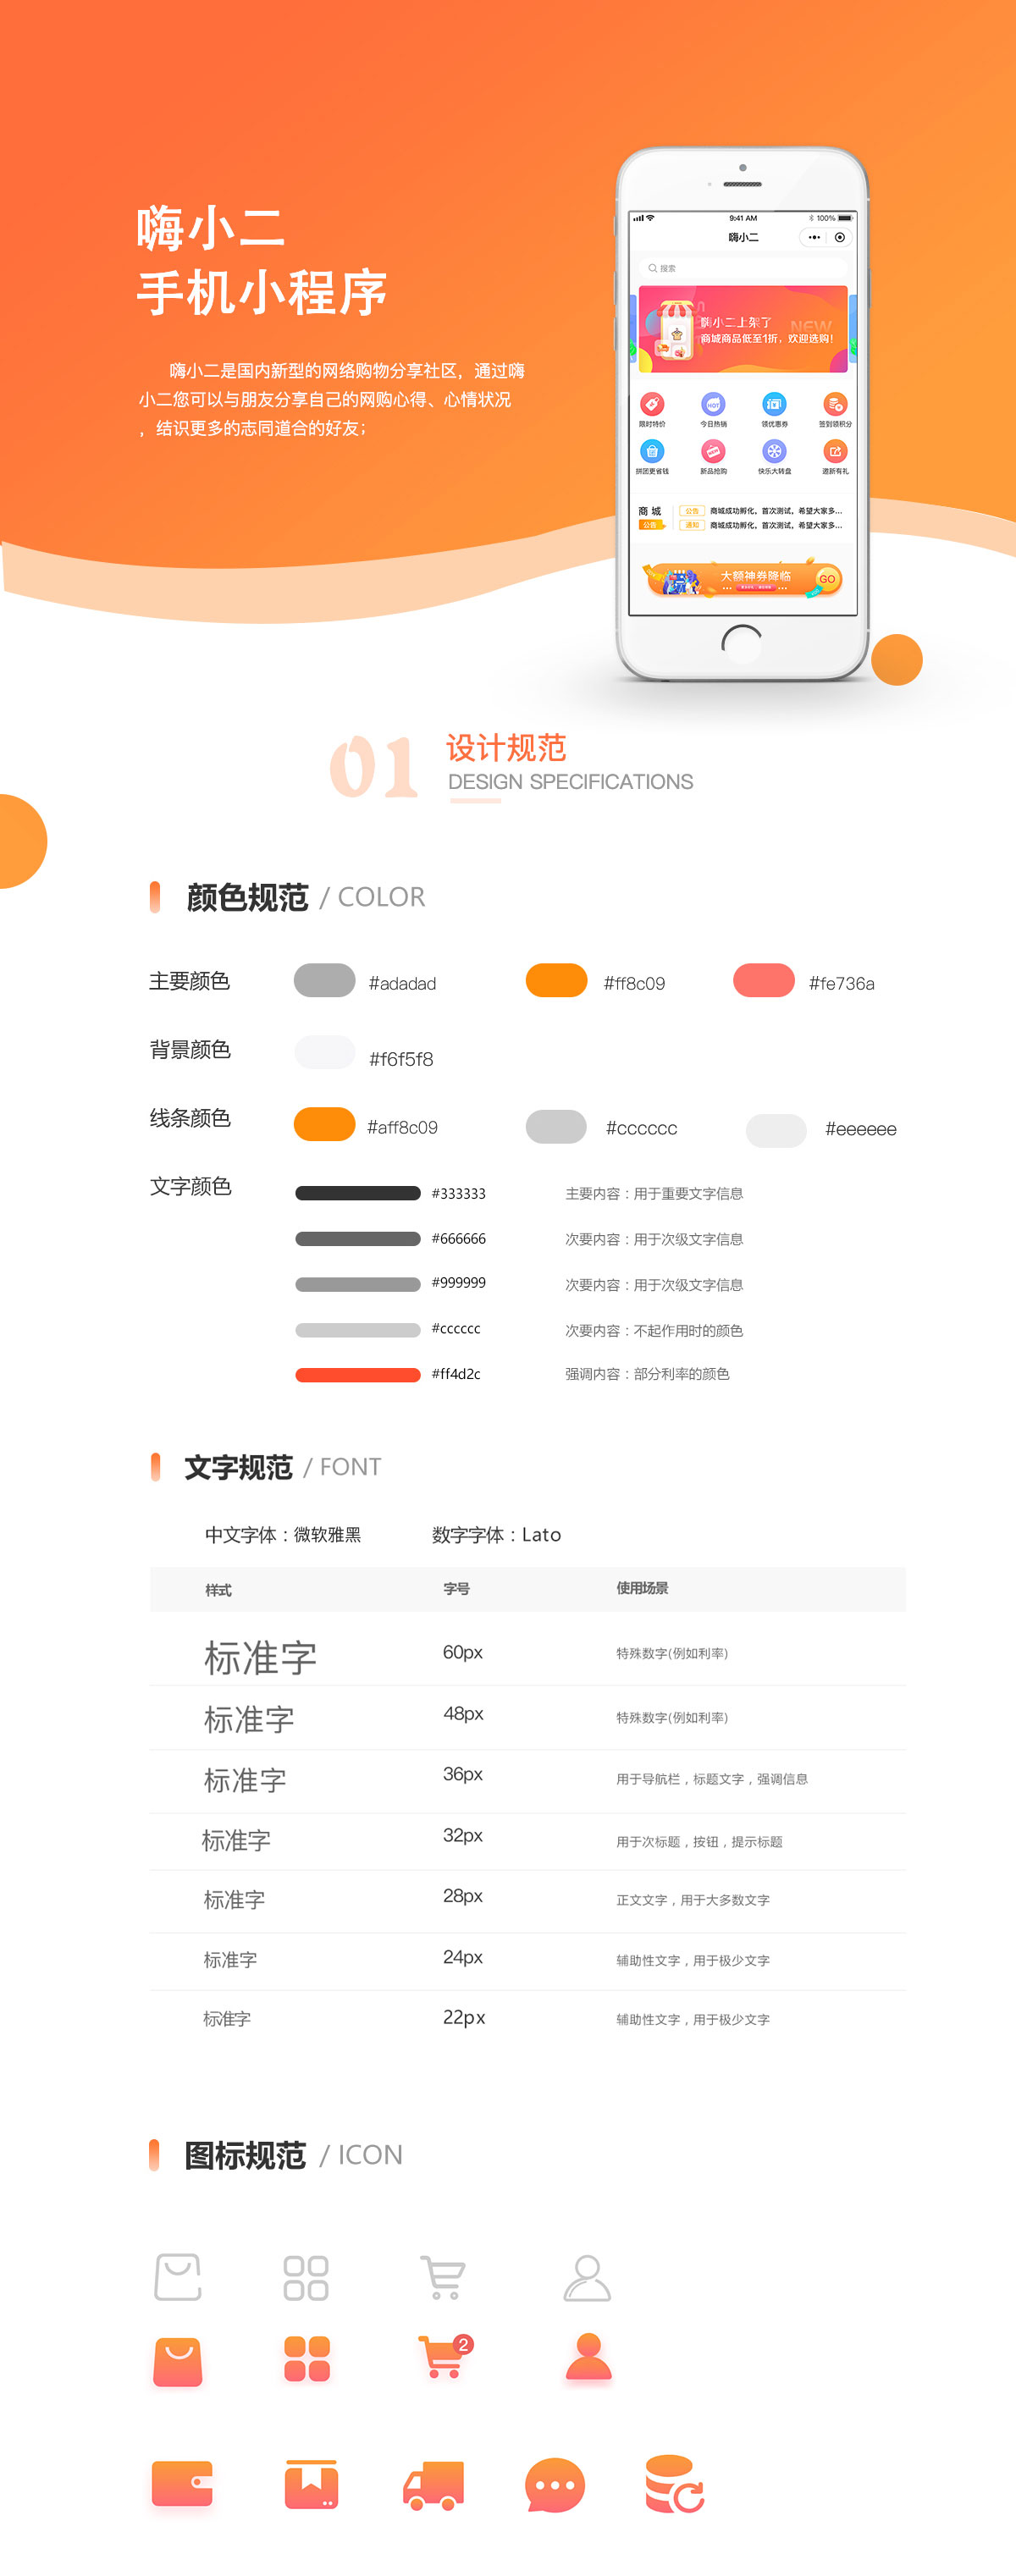 嗨小二
手机小程序
嗨小二是国内新型的网络购物分享社区，通过嗨
小二您可以与朋友分享自己的网购心得、心情状况
，结识更多的志同道合的好友；
9:41 AM
100%
嗨小二
搜索
嗨小二上架了
NEW
商城商品低至1折，欢迎选购！
限时特价
HOT
今日热销
领优惠券
签到领积分
拼团更省钱
新品抢购
快乐大转盘
邀新有礼
商 城
公告
公告 商城成功孵化，首次测试，希望大家多...
通知 商城成功孵化，首次测试，希望大家多...
大额神券降临
GO
01
设计规范
DESIGN SPECIFICATIONS
颜色规范 / COLOR
主要颜色 #adadad #ff8c09 #fe736a
背景颜色 #f6f5f8
线条颜色 #aff8c09 #cccccc #eeeeee
文字颜色 #333333 主要内容：用于重要文字信息
#666666 次要内容：用于次级文字信息
#999999 次要内容：用于次级文字信息
#cccccc 次要内容：不起作用时的颜色
#ff4d2c 强调内容：部分利率的颜色
文字规范 / FONT
中文字体：微软雅黑 数字字体：Lato
样式 字号 使用场景
标准字 60px 特殊数字(例如利率)
标准字 48px 特殊数字(例如利率)
标准字 36px 用于导航栏，标题文字，强调信息
标准字 32px 用于次标题，按钮，提示标题
标准字 28px 正文文字，用于大多数文字
标准字 24px 辅助性文字，用于极少文字
标准字 22px 辅助性文字，用于极少文字
图标规范 / ICON
2